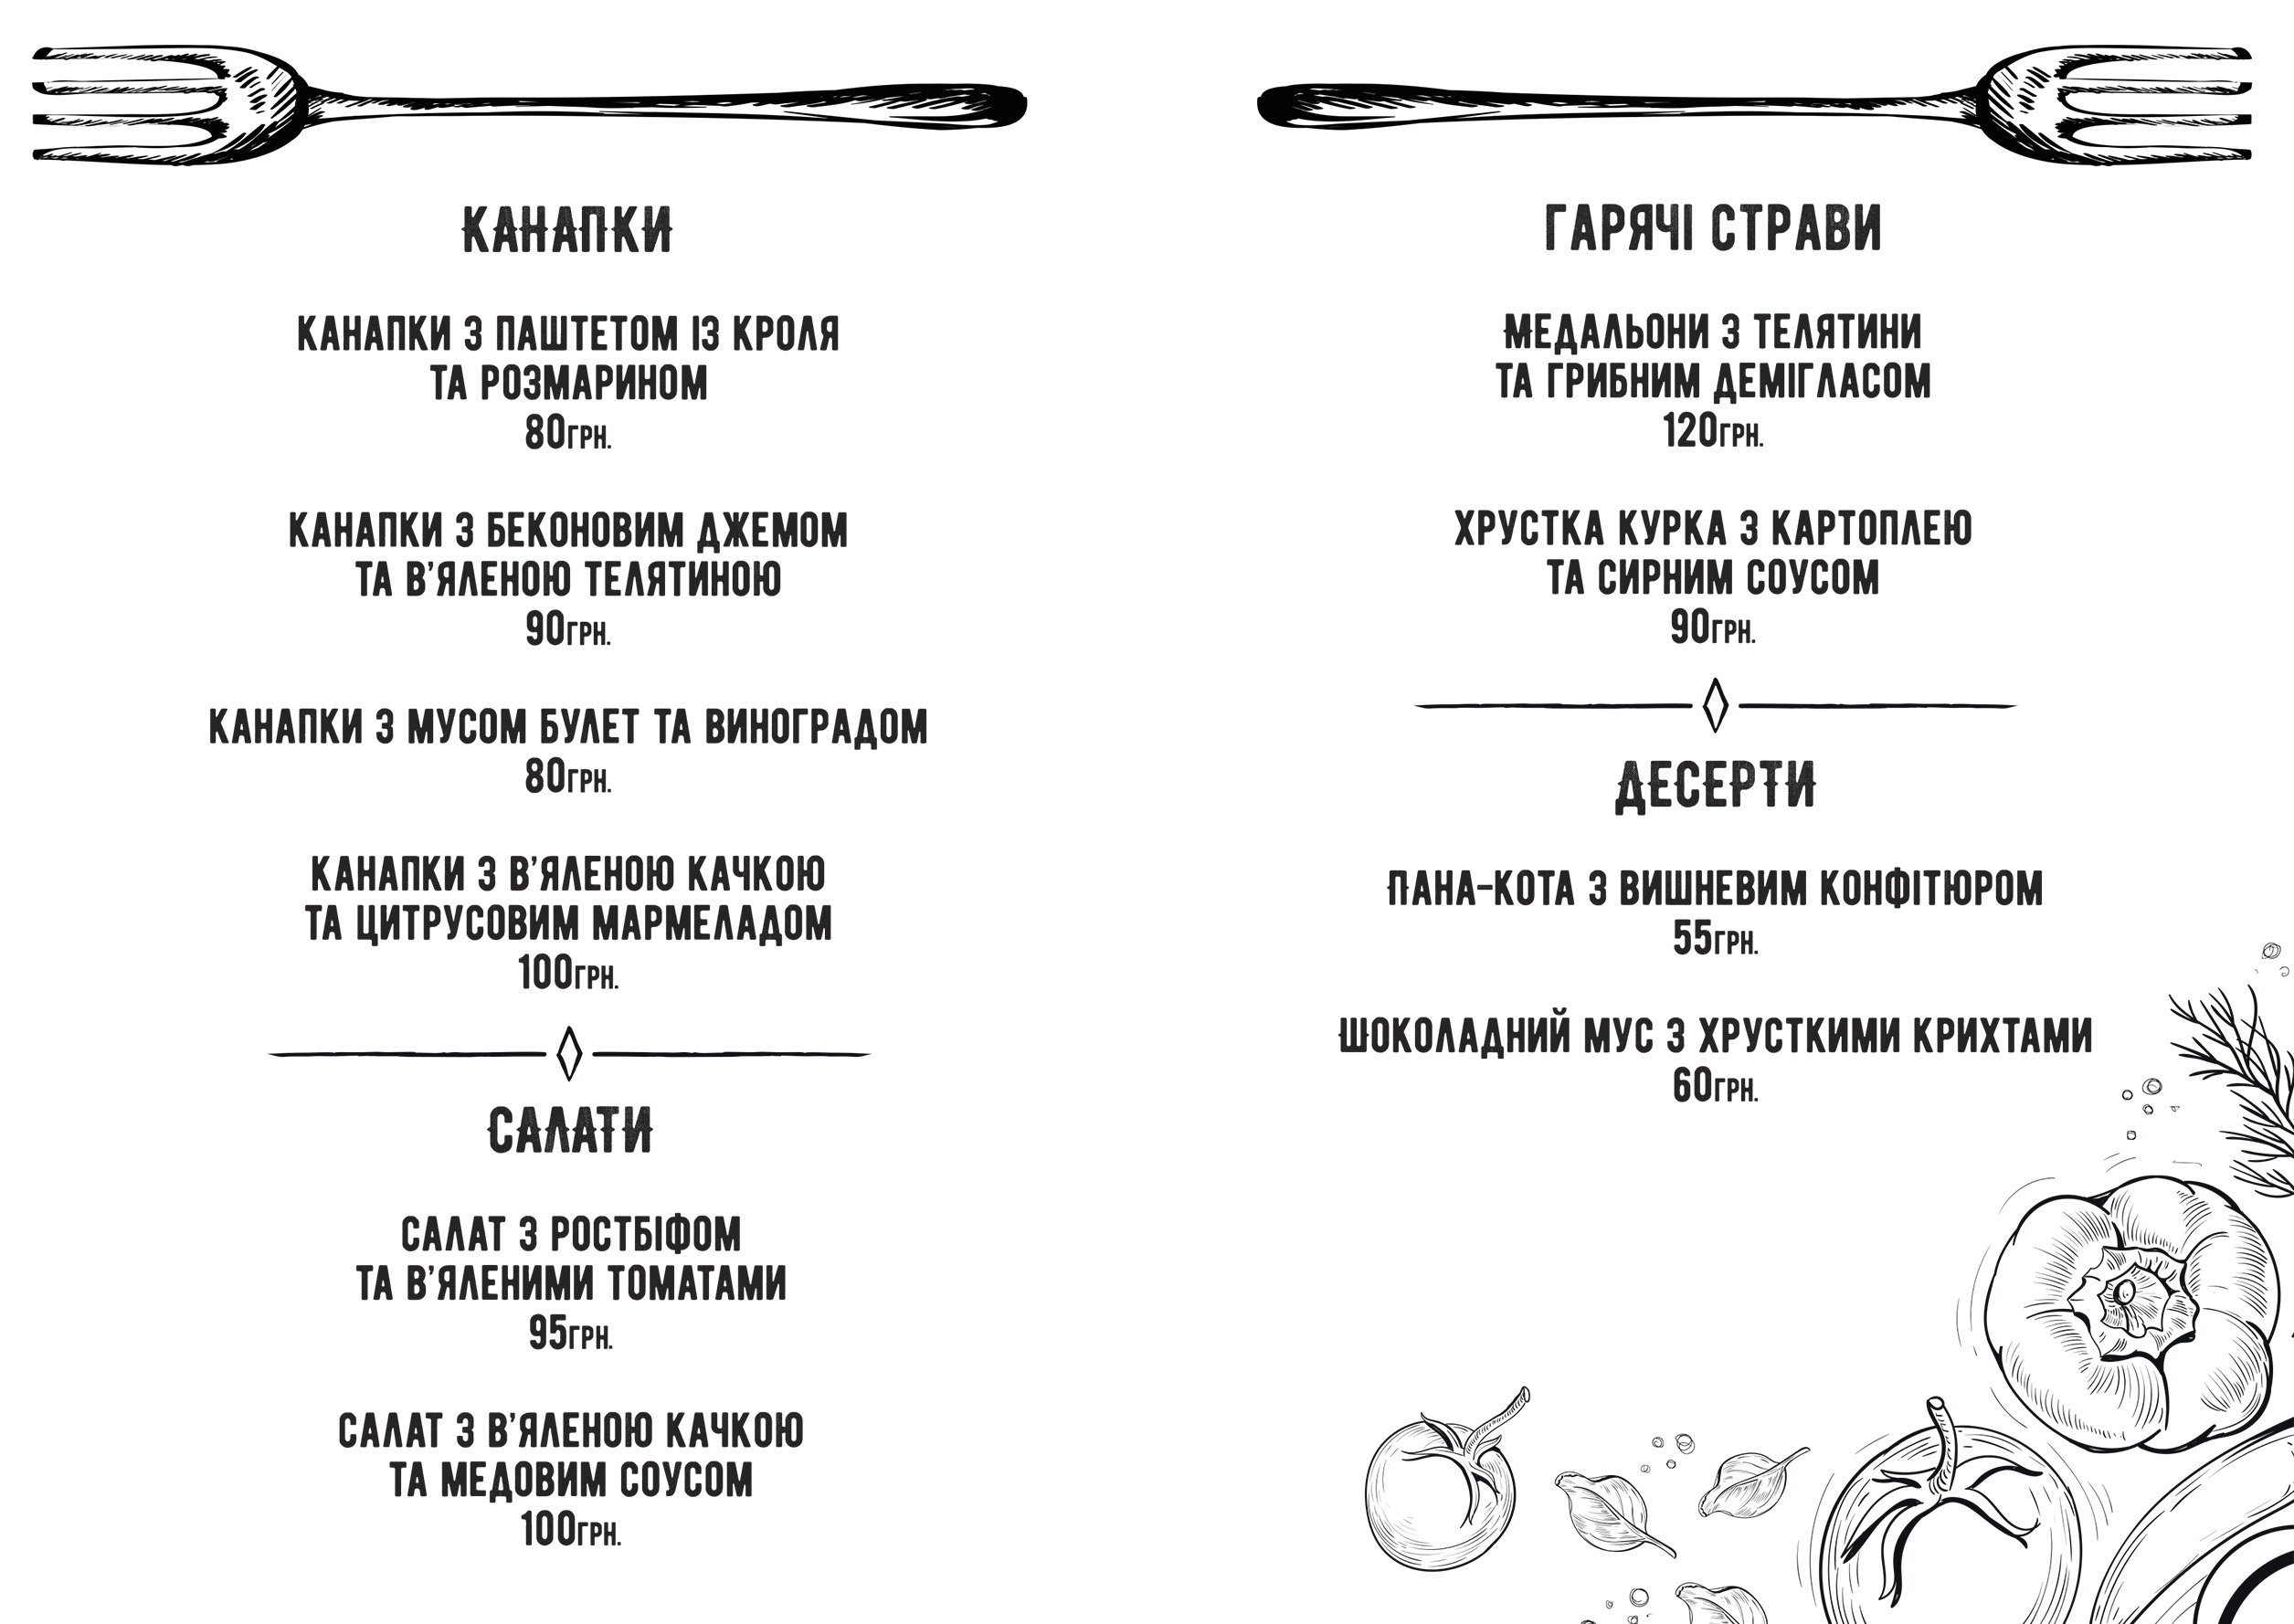 КАНАПКИ
КАНАПКИ З ПАШТЕТОМ ІЗ КРОЛЯ
ТА РОЗМАРИНОМ
80ГРН.
КАНАПКИ З БЕКОНОВИМ ДЖЕМОМ
ТА В'ЯЛЕНОЮ ТЕЛЯТИНОЮ
90ГРН.
КАНАПКИ З МУСОМ БУЛЕТ ТА ВИНОГРАДОМ
80ГРН.
КАНАПКИ З В'ЯЛЕНОЮ КАЧКОЮ
ТА ЦИТРУСОВИМ МАРМЕЛАДОМ
100ГРН.
САЛАТИ
САЛАТ З РОСТБІФОМ
ТА В'ЯЛЕНИМИ ТОМАТАМИ
95ГРН.
САЛАТ З В'ЯЛЕНОЮ КАЧКОЮ
ТА МЕДОВИМ СОУСОМ
100ГРН.
ГАРЯЧІ СТРАВИ
МЕДАЛЬОНИ З ТЕЛЯТИНИ
ТА ГРИБНИМ ДЕМІГЛАСОМ
120ГРН.
ХРУСТКА КУРКА З КАРТОПЛЕЮ
ТА СИРНИМ СОУСОМ
90ГРН.
ДЕСЕРТИ
ПАНА-КОТА З ВИШНЕВИМ КОНФІТЮРОМ
55ГРН.
ШОКОЛАДНИЙ МУС З ХРУСТКИМИ КРИХТАМИ
60ГРН.